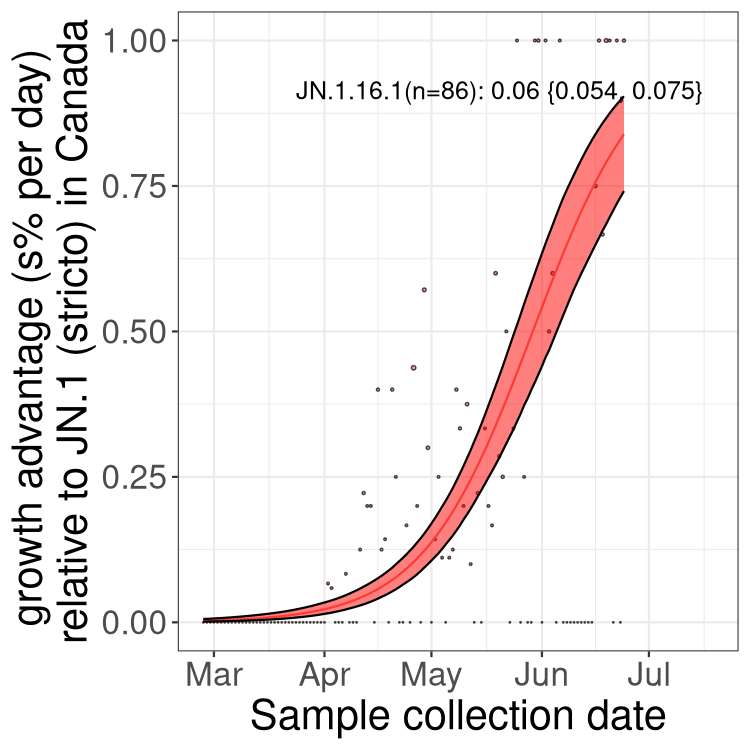 growth advantage (s% per day)
relative to JN.1 (stricto) in Canada
1.00
0.75
0.50
0.25
0.00
JN.1.16.1(n=86): 0.06 {0.054, 0.075}
Mar Apr May Jun Jul
Sample collection date